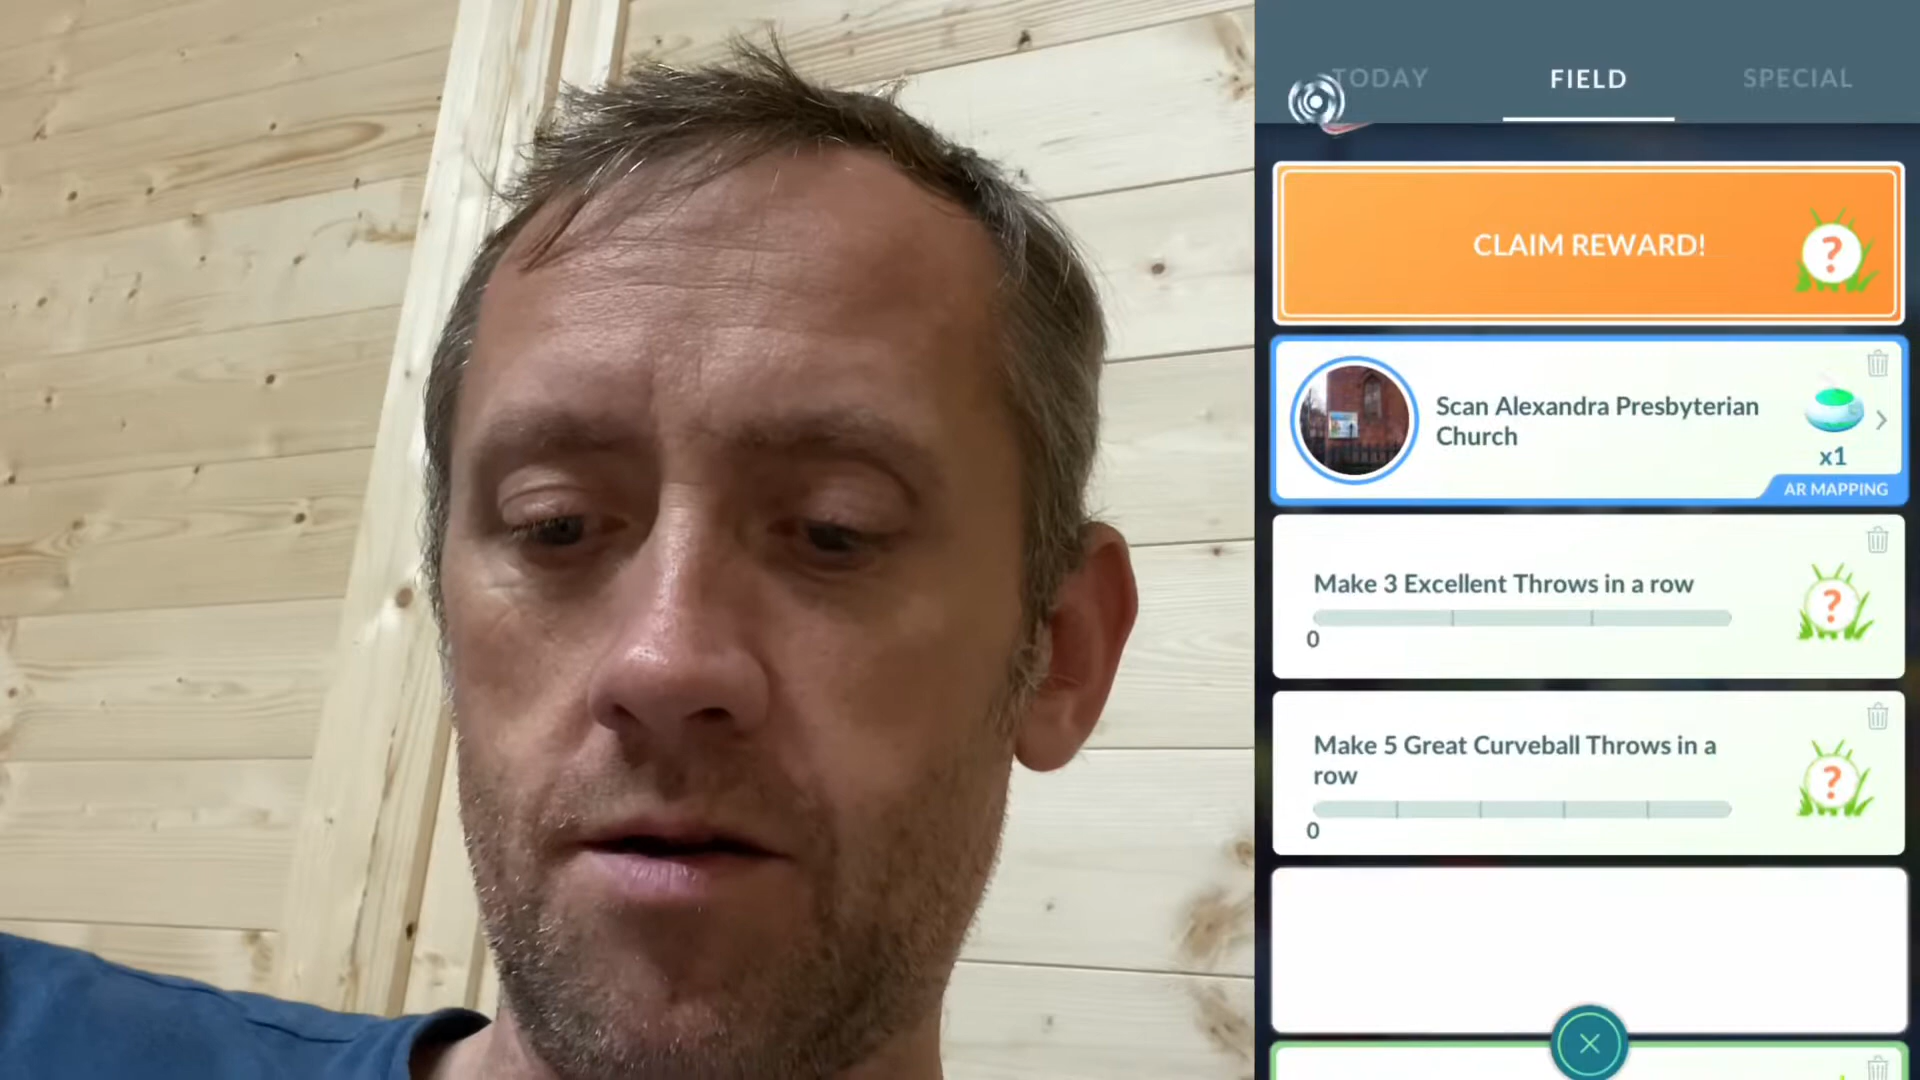 TODAY
FIELD
SPECIAL
CLAIM REWARD!
?
Scan Alexandra Presbyterian
Church
x1
AR MAPPING
Make 3 Excellent Throws in a row
?
0
Make 5 Great Curveball Throws in a
row
?
0